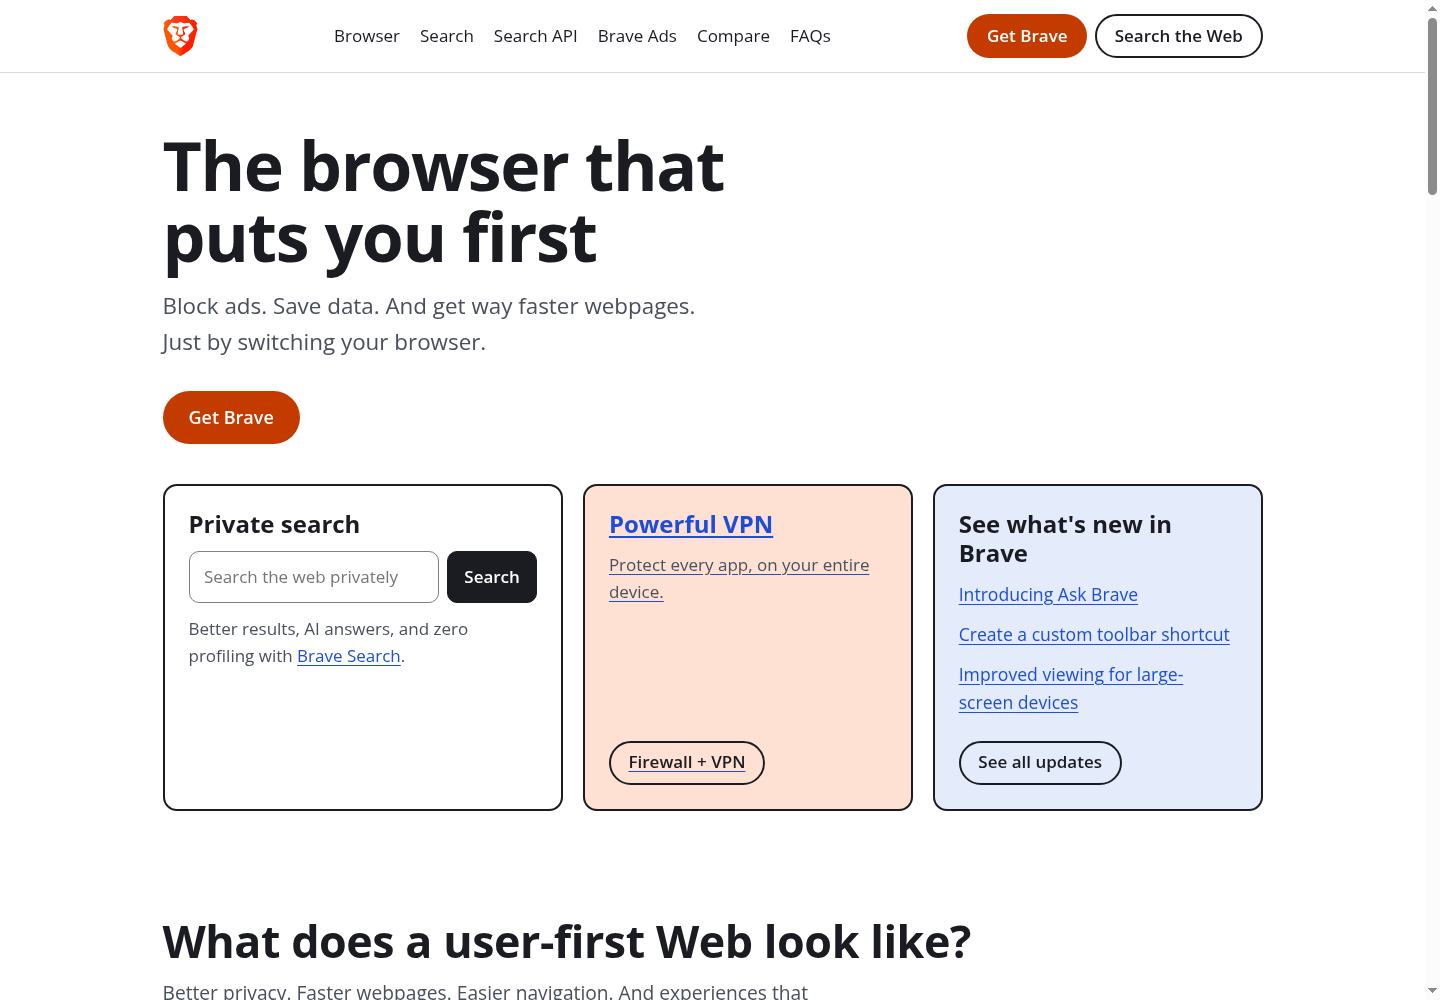 Browser Search Search API Brave Ads Compare FAQs Get Brave Search the Web
The browser that
puts you first
Block ads. Save data. And get way faster webpages.
Just by switching your browser.
Get Brave
Private search
Search the web privately Search
Better results, AI answers, and zero
profiling with Brave Search.
Powerful VPN
Protect every app, on your entire
device.
Firewall + VPN
See what's new in
Brave
Introducing Ask Brave
Create a custom toolbar shortcut
Improved viewing for large-
screen devices
See all updates
What does a user-first Web look like?
Better privacy. Faster webpages. Easier navigation. And experiences that